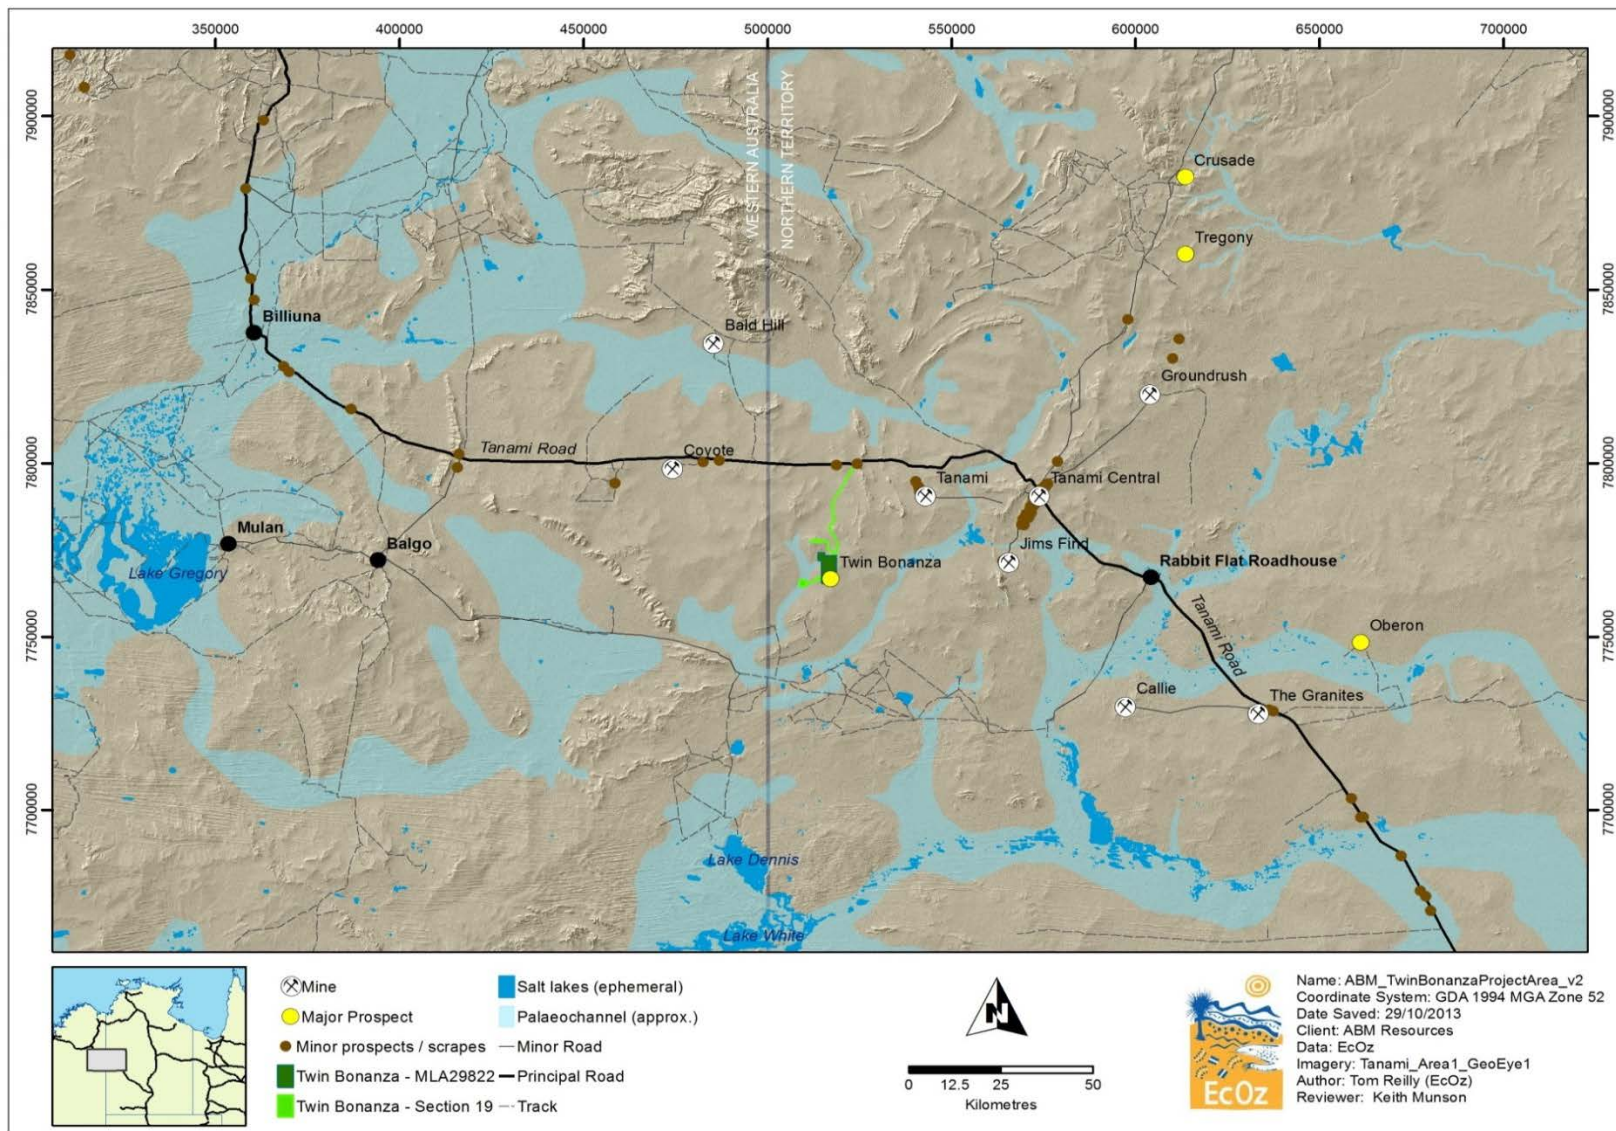 350000
400000
450000
500000
550000
600000
650000
700000
7900000
7900000
WESTERN AUSTRALIA
NORTHERN TERRITORY
Crusade
Tregony
7850000
7850000
Billiuna
Bald Hill
Groundrush
7800000
Tanami Road
Coyote
Tanami
Tanami Central
7800000
Mulan
Balgo
Lake Gregory
Twin Bonanza
Jims Find
Rabbit Flat Roadhouse
Tanami Road
Oberon
7750000
7750000
Callie
The Granites
7700000
7700000
Lake Dennis
Lake White
Mine
Major Prospect
Minor prospects / scrapes
Twin Bonanza - MLA29822
Twin Bonanza - Section 19
Salt lakes (ephemeral)
Palaeochannel (approx.)
Minor Road
Principal Road
Track
N
0 12.5 25 50
Kilometres
EcOz
Name: ABM_TwinBonanzaProjectArea_v2
Coordinate System: GDA 1994 MGA Zone 52
Date Saved: 29/10/2013
Client: ABM Resources
Data: EcOz
Imagery: Tanami_Area1_GeoEye1
Author: Tom Reilly (EcOz)
Reviewer: Keith Munson